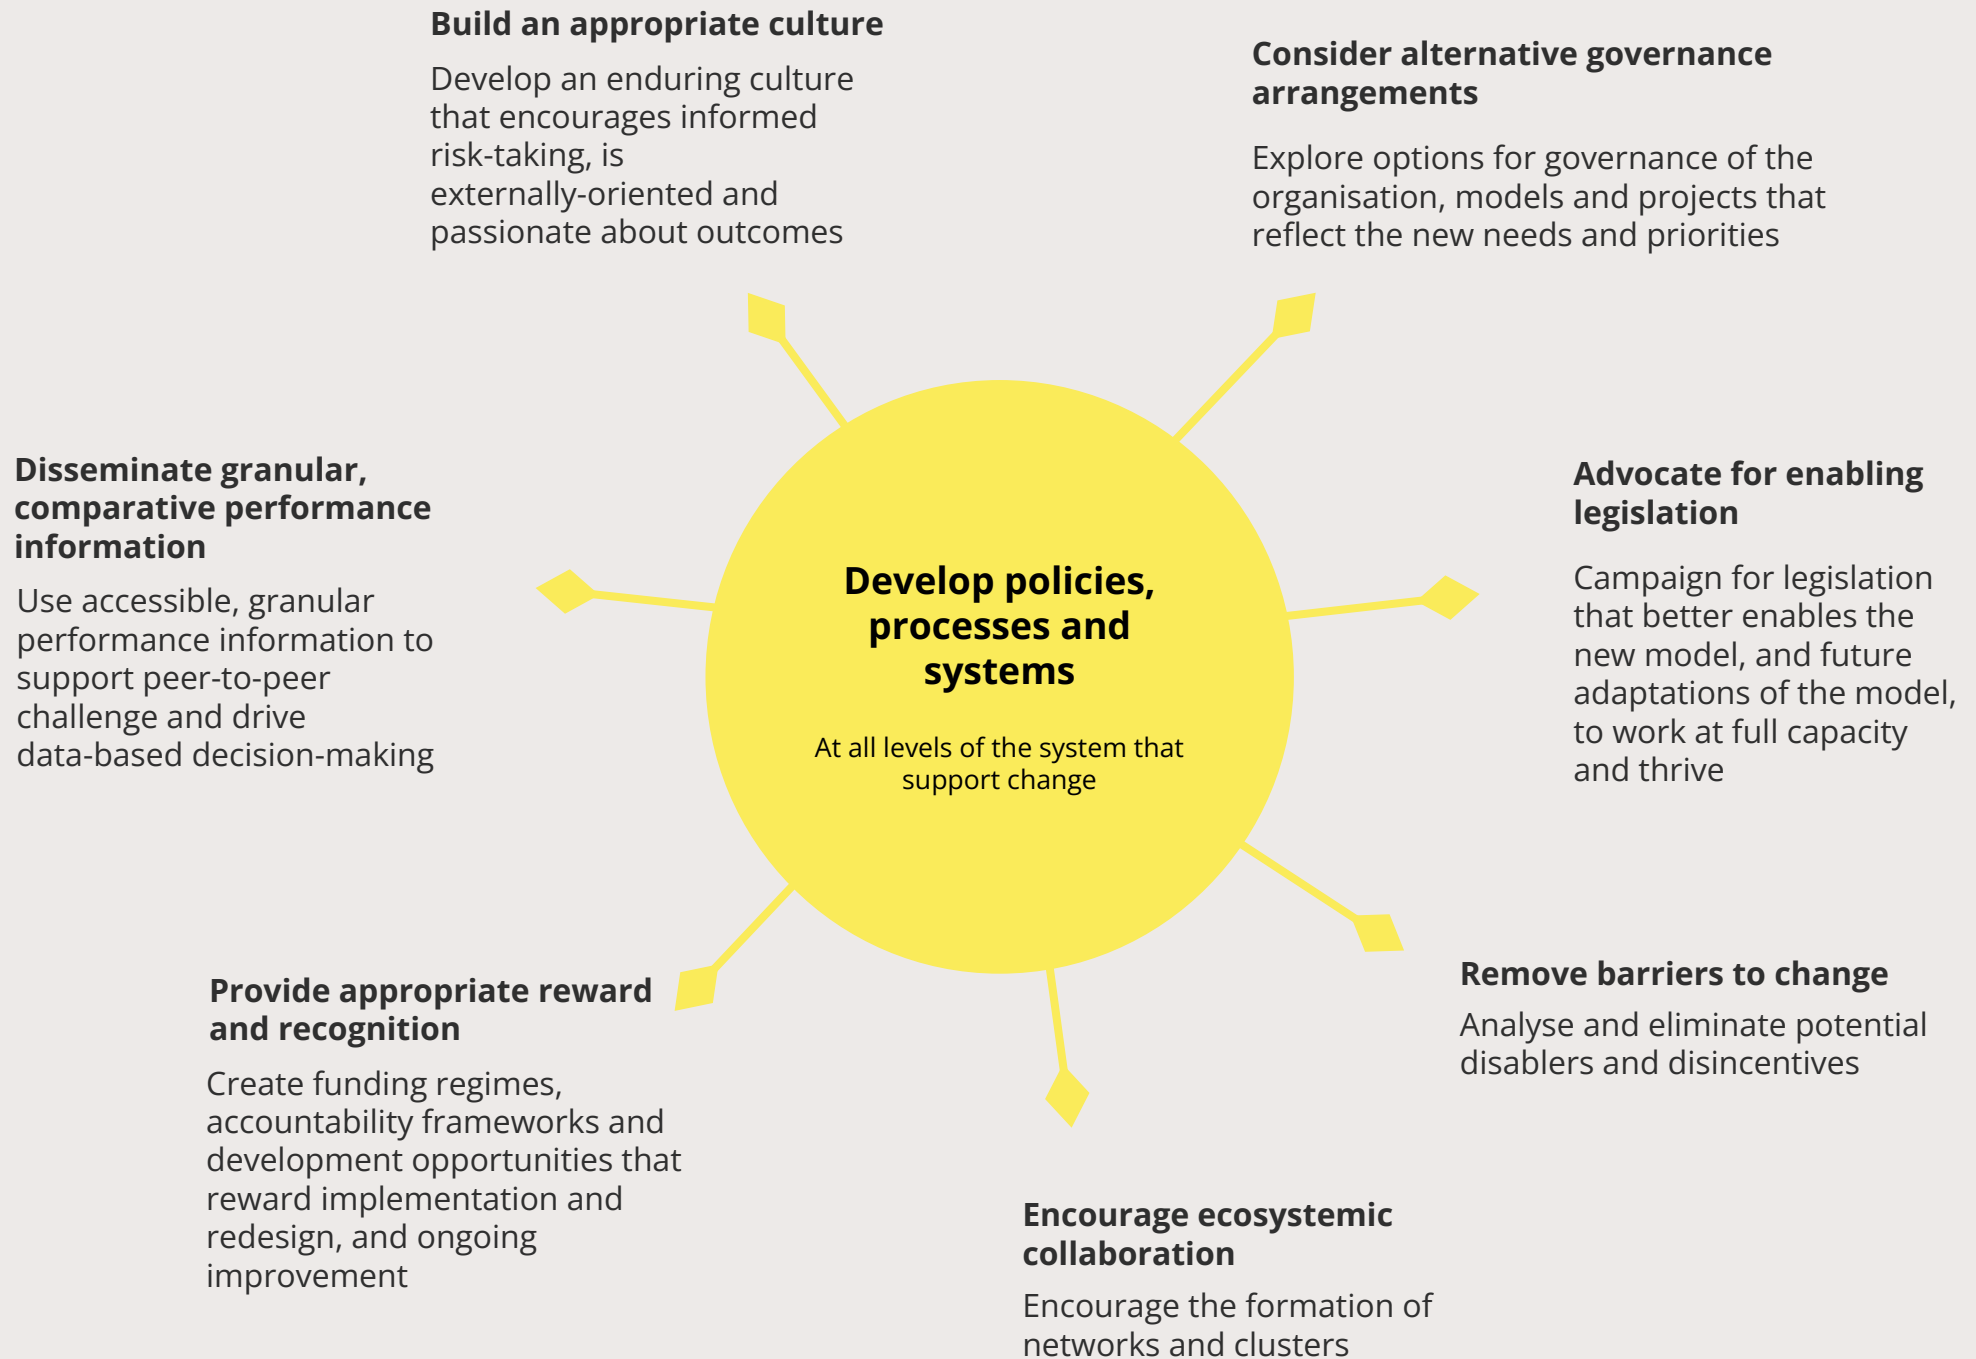 Build an appropriate culture
Develop an enduring culture
that encourages informed
risk-taking, is
externally-oriented and
passionate about outcomes
Consider alternative governance
arrangements
Explore options for governance of the
organisation, models and projects that
reflect the new needs and priorities
Disseminate granular,
comparative performance
information
Use accessible, granular
performance information to
support peer-to-peer
challenge and drive
data-based decision-making
Develop policies,
processes and
systems
At all levels of the system that
support change
Advocate for enabling
legislation
Campaign for legislation
that better enables the
new model, and future
adaptations of the model,
to work at full capacity
and thrive
Provide appropriate reward
and recognition
Create funding regimes,
accountability frameworks and
development opportunities that
reward implementation and
redesign, and ongoing
improvement
Remove barriers to change
Analyse and eliminate potential
disablers and disincentives
Encourage ecosystemic
collaboration
Encourage the formation of
networks and clusters